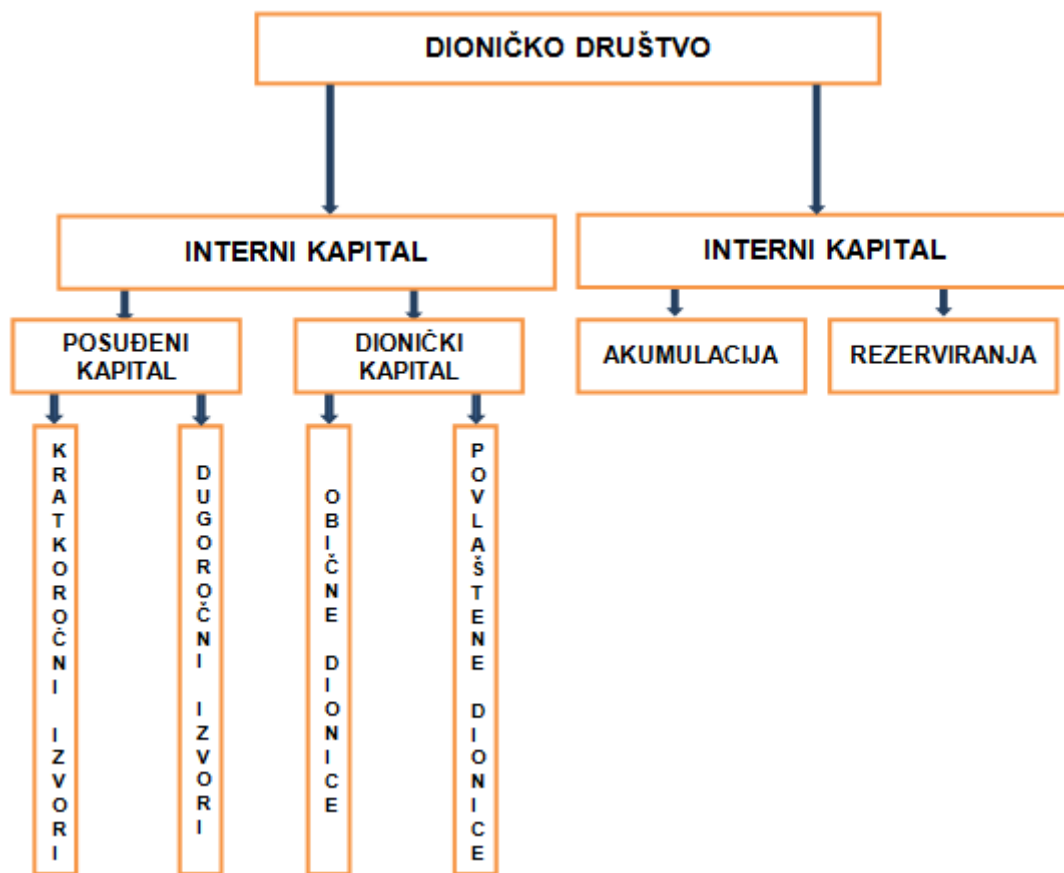 DIONIČKO DRUŠTVO
INTERNI KAPITAL
INTERNI KAPITAL
POSUĐENI
KAPITAL
DIONIČKI
KAPITAL
AKUMULACIJA
REZERVIRANJA
KRATKOROČNI IZVORI
DUGOROČNI IZVORI
OBIČNE DIONICE
POVLAŠTENE DIONICE